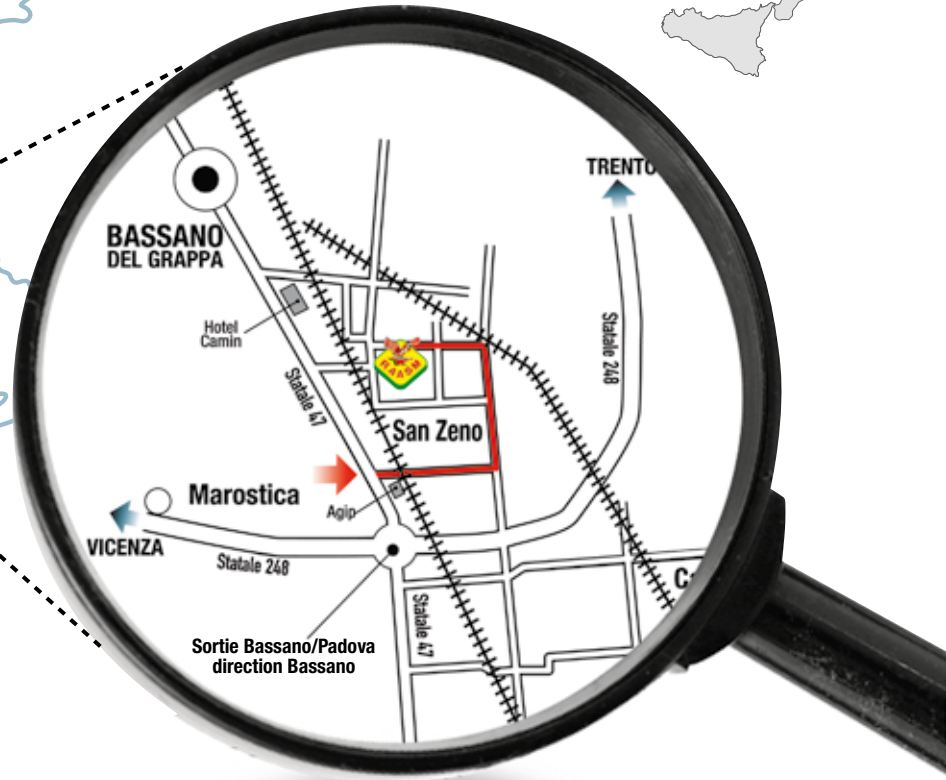 TRENTO
BASSANO
DEL GRAPPA
Hotel
Camin
Statale 248
Statale 47
RAASM
San Zeno
Marostica
Agip
VICENZA
Statale 248
Statale 47
Sortie Bassano/Padova
direction Bassano